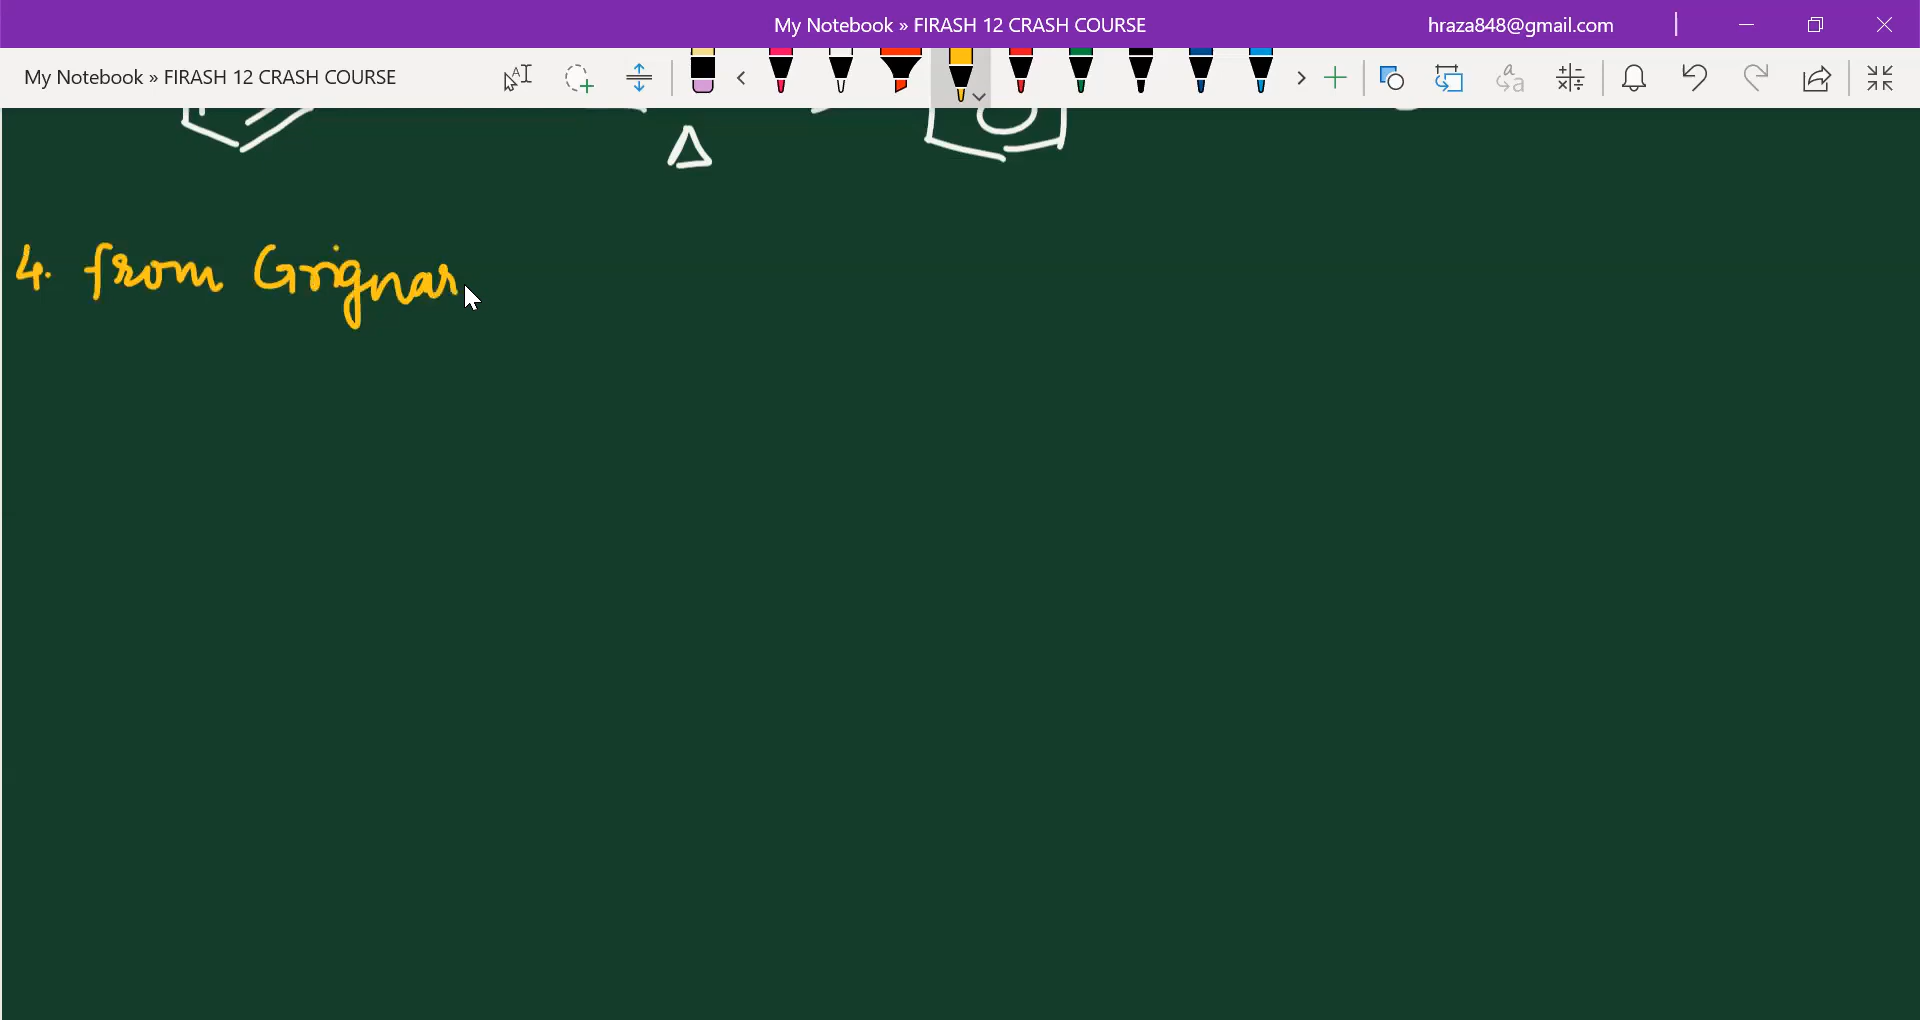 My Notebook » FIRASH 12 CRASH COURSE
hraza848@gmail.com
My Notebook » FIRASH 12 CRASH COURSE
Δ
4. from Grignar